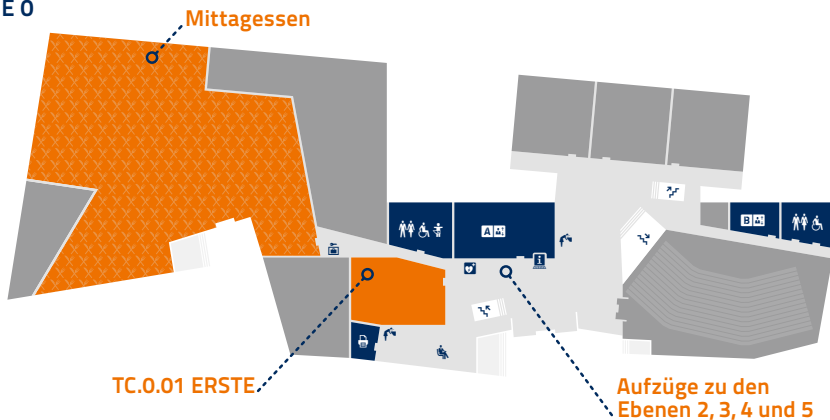 E 0
Mittagessen
A
B
i
TC.0.01 ERSTE
Aufzüge zu den
Ebenen 2, 3, 4 und 5